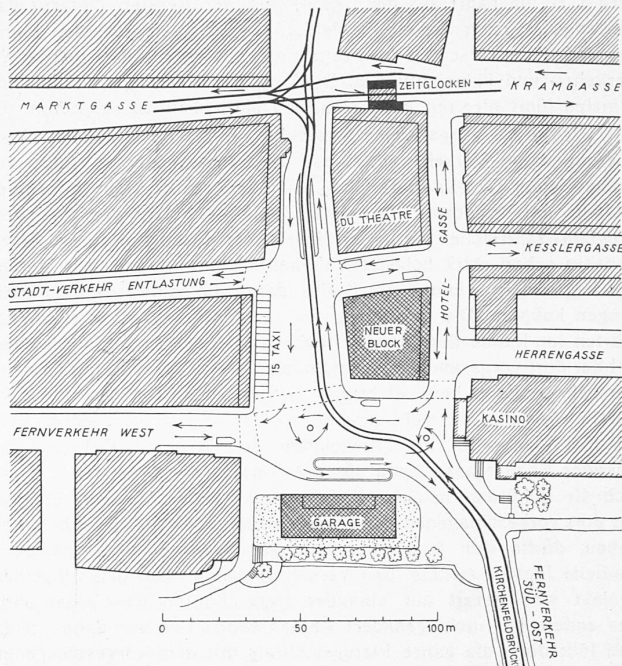 ZEITGLOCKEN
KRAMGASSE
MARKTGASSE
DU THEATRE
GASSE
KESSLERGASSE
STADT-VERKEHR ENTLASTUNG
HOTEL-
NEUER
BLOCK
15 TAXI
HERRENGASSE
KASINO
FERNVERKEHR WEST
GARAGE
KIRCHENFELDBRÜCK
FERNVERKEHR
SÜD-OST
0 50 100 m